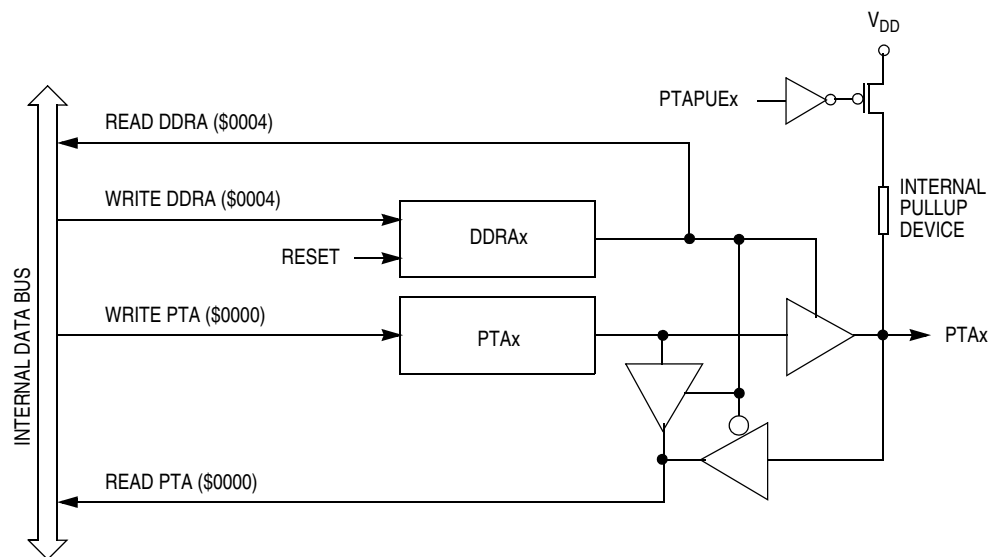 VDD
PTAPUEx
READ DDRA ($0004)
WRITE DDRA ($0004)
INTERNAL
PULLUP
DEVICE
DDRAx
RESET
INTERNAL DATA BUS
WRITE PTA ($0000)
PTAx
PTAx
READ PTA ($0000)